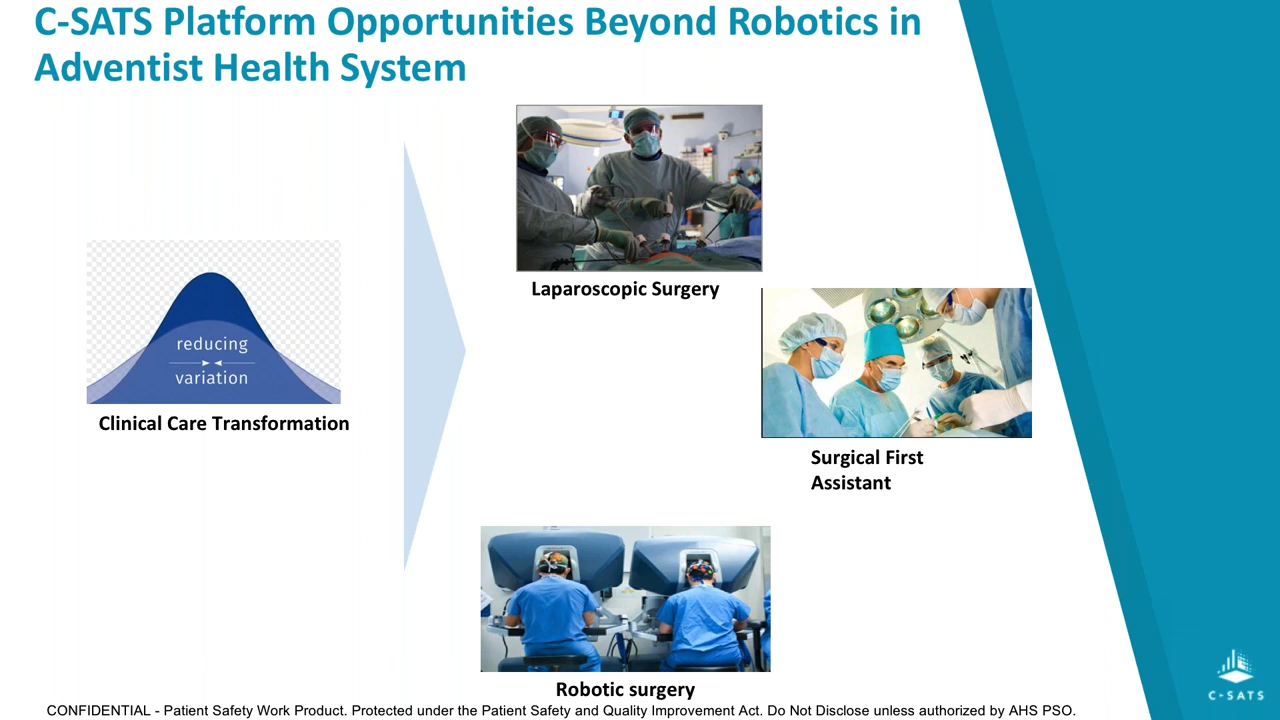 C-SATS Platform Opportunities Beyond Robotics in
Adventist Health System
reducing
variation
Clinical Care Transformation
Laparoscopic Surgery
Surgical First
Assistant
Robotic surgery
C-SATS
CONFIDENTIAL - Patient Safety Work Product. Protected under the Patient Safety and Quality Improvement Act. Do Not Disclose unless authorized by AHS PSO.